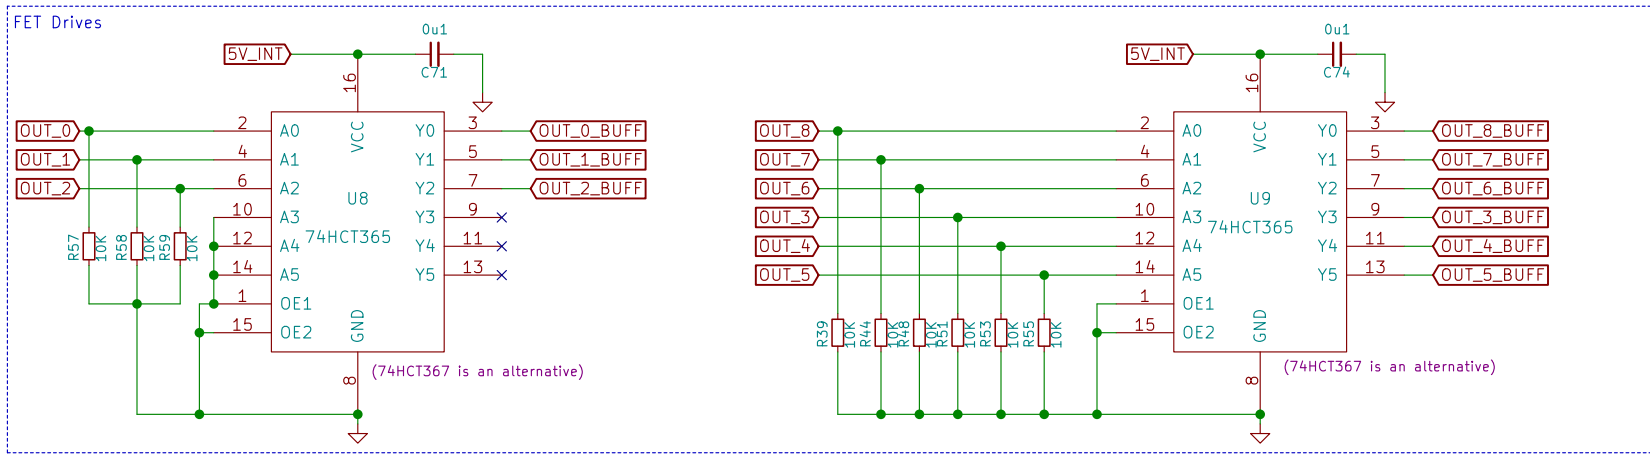 FET Drives
0u1
5V_INT
C71
16
OUT_0
2
A0
VCC
Y0
3
OUT_0_BUFF
OUT_1
4
A1
Y1
5
OUT_1_BUFF
OUT_2
6
A2
Y2
7
OUT_2_BUFF
U8
10
A3
Y3
9
74HCT365
R57
10K
R58
10K
R59
10K
12
A4
Y4
11
14
A5
Y5
13
1
OE1
15
OE2
GND
8
(74HCT367 is an alternative)
0u1
5V_INT
C74
16
OUT_8
2
A0
VCC
Y0
3
OUT_8_BUFF
OUT_7
4
A1
Y1
5
OUT_7_BUFF
OUT_6
6
A2
Y2
7
OUT_6_BUFF
U9
OUT_3
10
A3
Y3
9
OUT_3_BUFF
74HCT365
OUT_4
12
A4
Y4
11
OUT_4_BUFF
OUT_5
14
A5
Y5
13
OUT_5_BUFF
1
OE1
15
OE2
GND
R39
10K
R44
10K
R48
10K
R51
10K
R53
10K
R55
10K
8
(74HCT367 is an alternative)